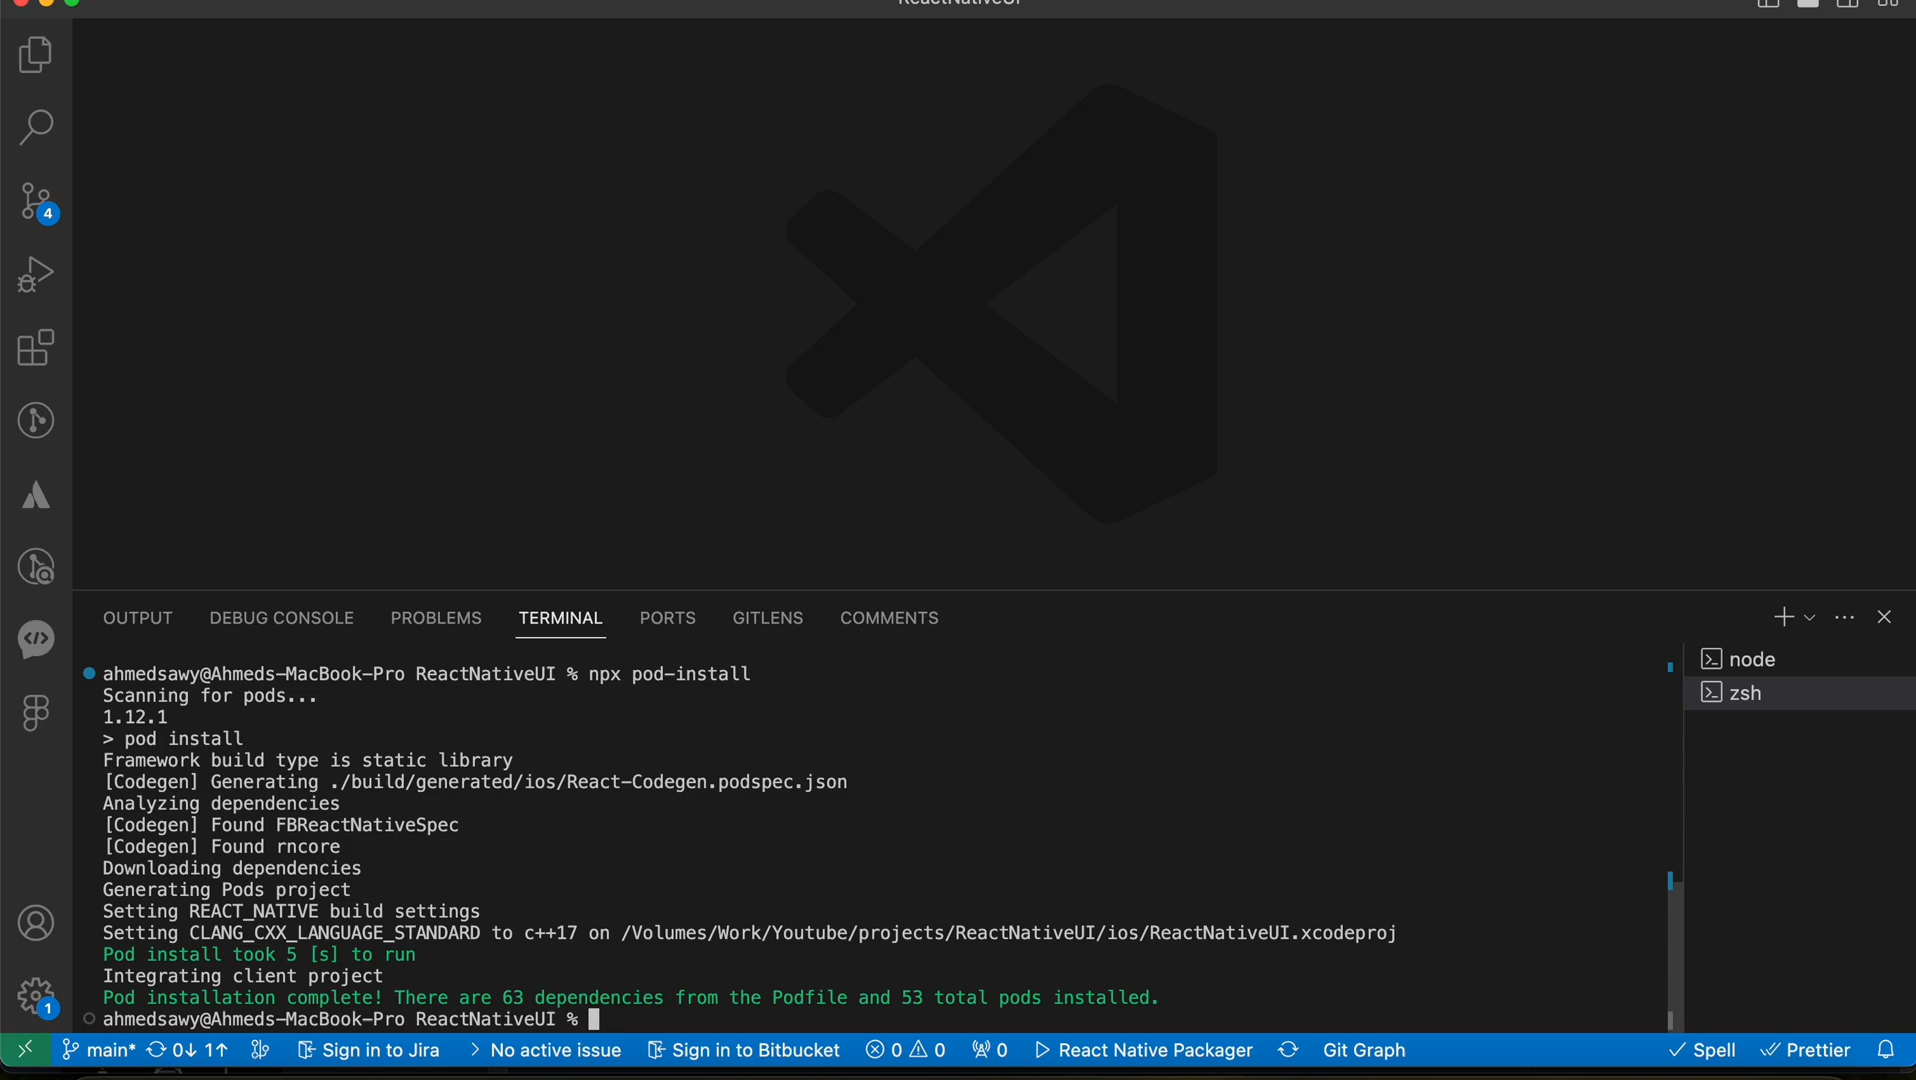 ReactNativeUI
4
OUTPUT DEBUG CONSOLE PROBLEMS TERMINAL PORTS GITLENS COMMENTS
ahmedsawy@Ahmeds-MacBook-Pro ReactNativeUI % npx pod-install
Scanning for pods...
1.12.1
> pod install
Framework build type is static library
[Codegen] Generating ./build/generated/ios/React-Codegen.podspec.json
Analyzing dependencies
[Codegen] Found FBReactNativeSpec
[Codegen] Found rncore
Downloading dependencies
Generating Pods project
Setting REACT_NATIVE build settings
Setting CLANG_CXX_LANGUAGE_STANDARD to c++17 on /Volumes/Work/Youtube/projects/ReactNativeUI/ios/ReactNativeUI.xcodeproj
Pod install took 5 [s] to run
Integrating client project
Pod installation complete! There are 63 dependencies from the Podfile and 53 total pods installed.
ahmedsawy@Ahmeds-MacBook-Pro ReactNativeUI %
node
zsh
1
main* 0↓ 1↑ Sign in to Jira > No active issue Sign in to Bitbucket 0 0 0 React Native Packager Git Graph Spell Prettier